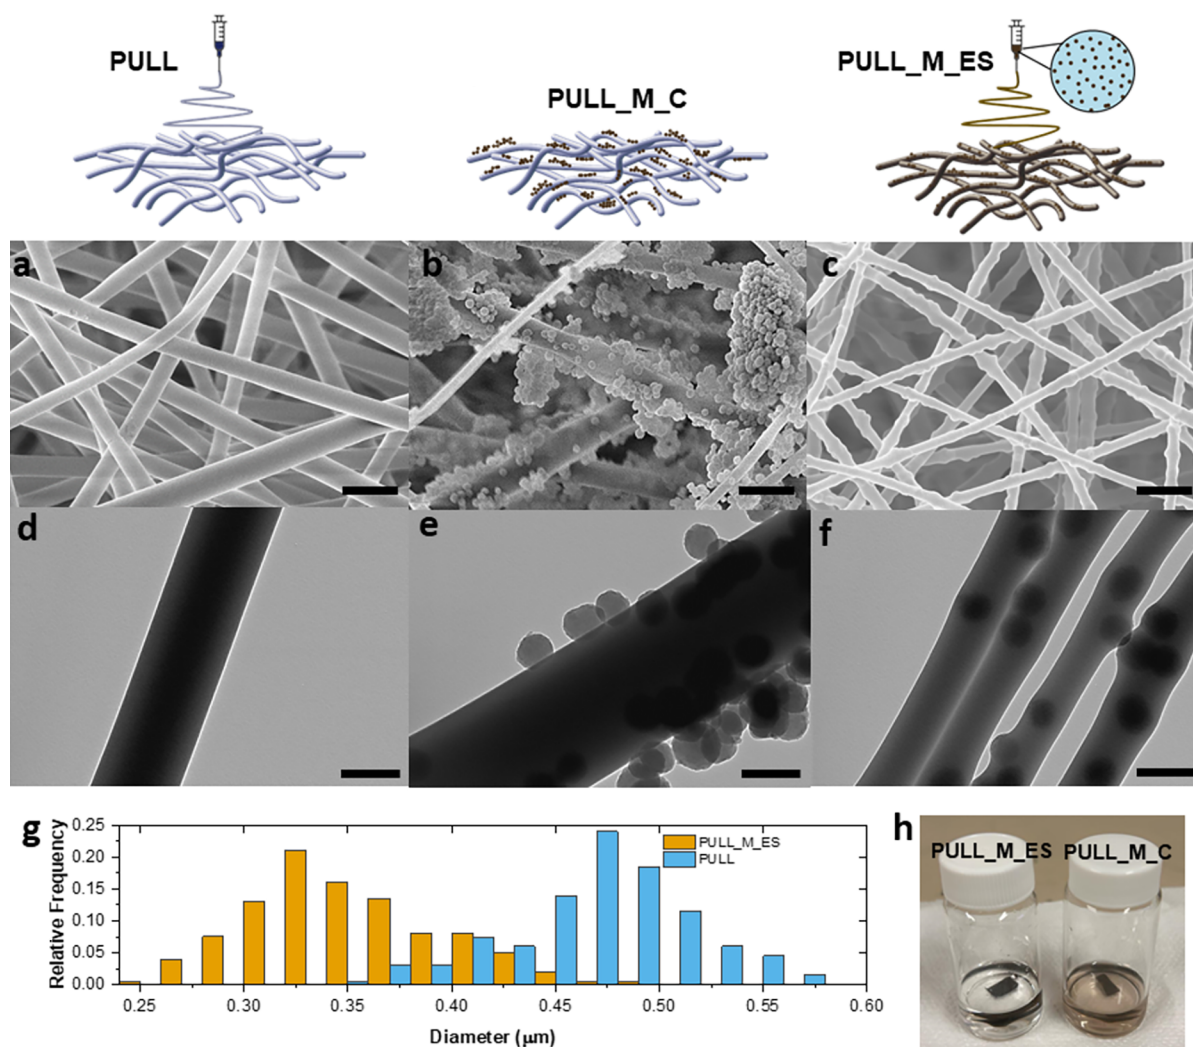 PULL
PULL_M_C
PULL_M_ES
a
b
c
d
e
f
g
Relative Frequency
0.25
0.20
0.15
0.10
0.05
0.00
PULL_M_ES
PULL
0.25
0.30
0.35
0.40
0.45
0.50
0.55
0.60
Diameter (µm)
h
PULL_M_ES
PULL_M_C